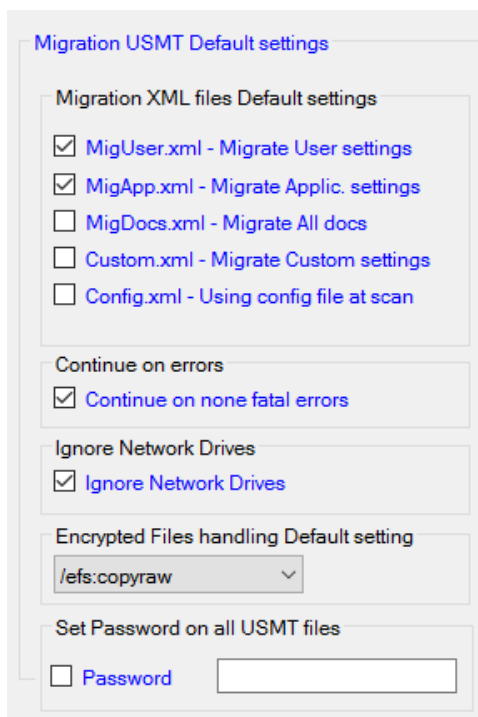 Migration USMT Default settings
Migration XML files Default settings
MigUser.xml - Migrate User settings
MigApp.xml - Migrate Applic. settings
MigDocs.xml - Migrate All docs
Custom.xml - Migrate Custom settings
Config.xml - Using config file at scan
Continue on errors
Continue on none fatal errors
Ignore Network Drives
Ignore Network Drives
Encrypted Files handling Default setting
/efs:copyraw
Set Password on all USMT files
Password